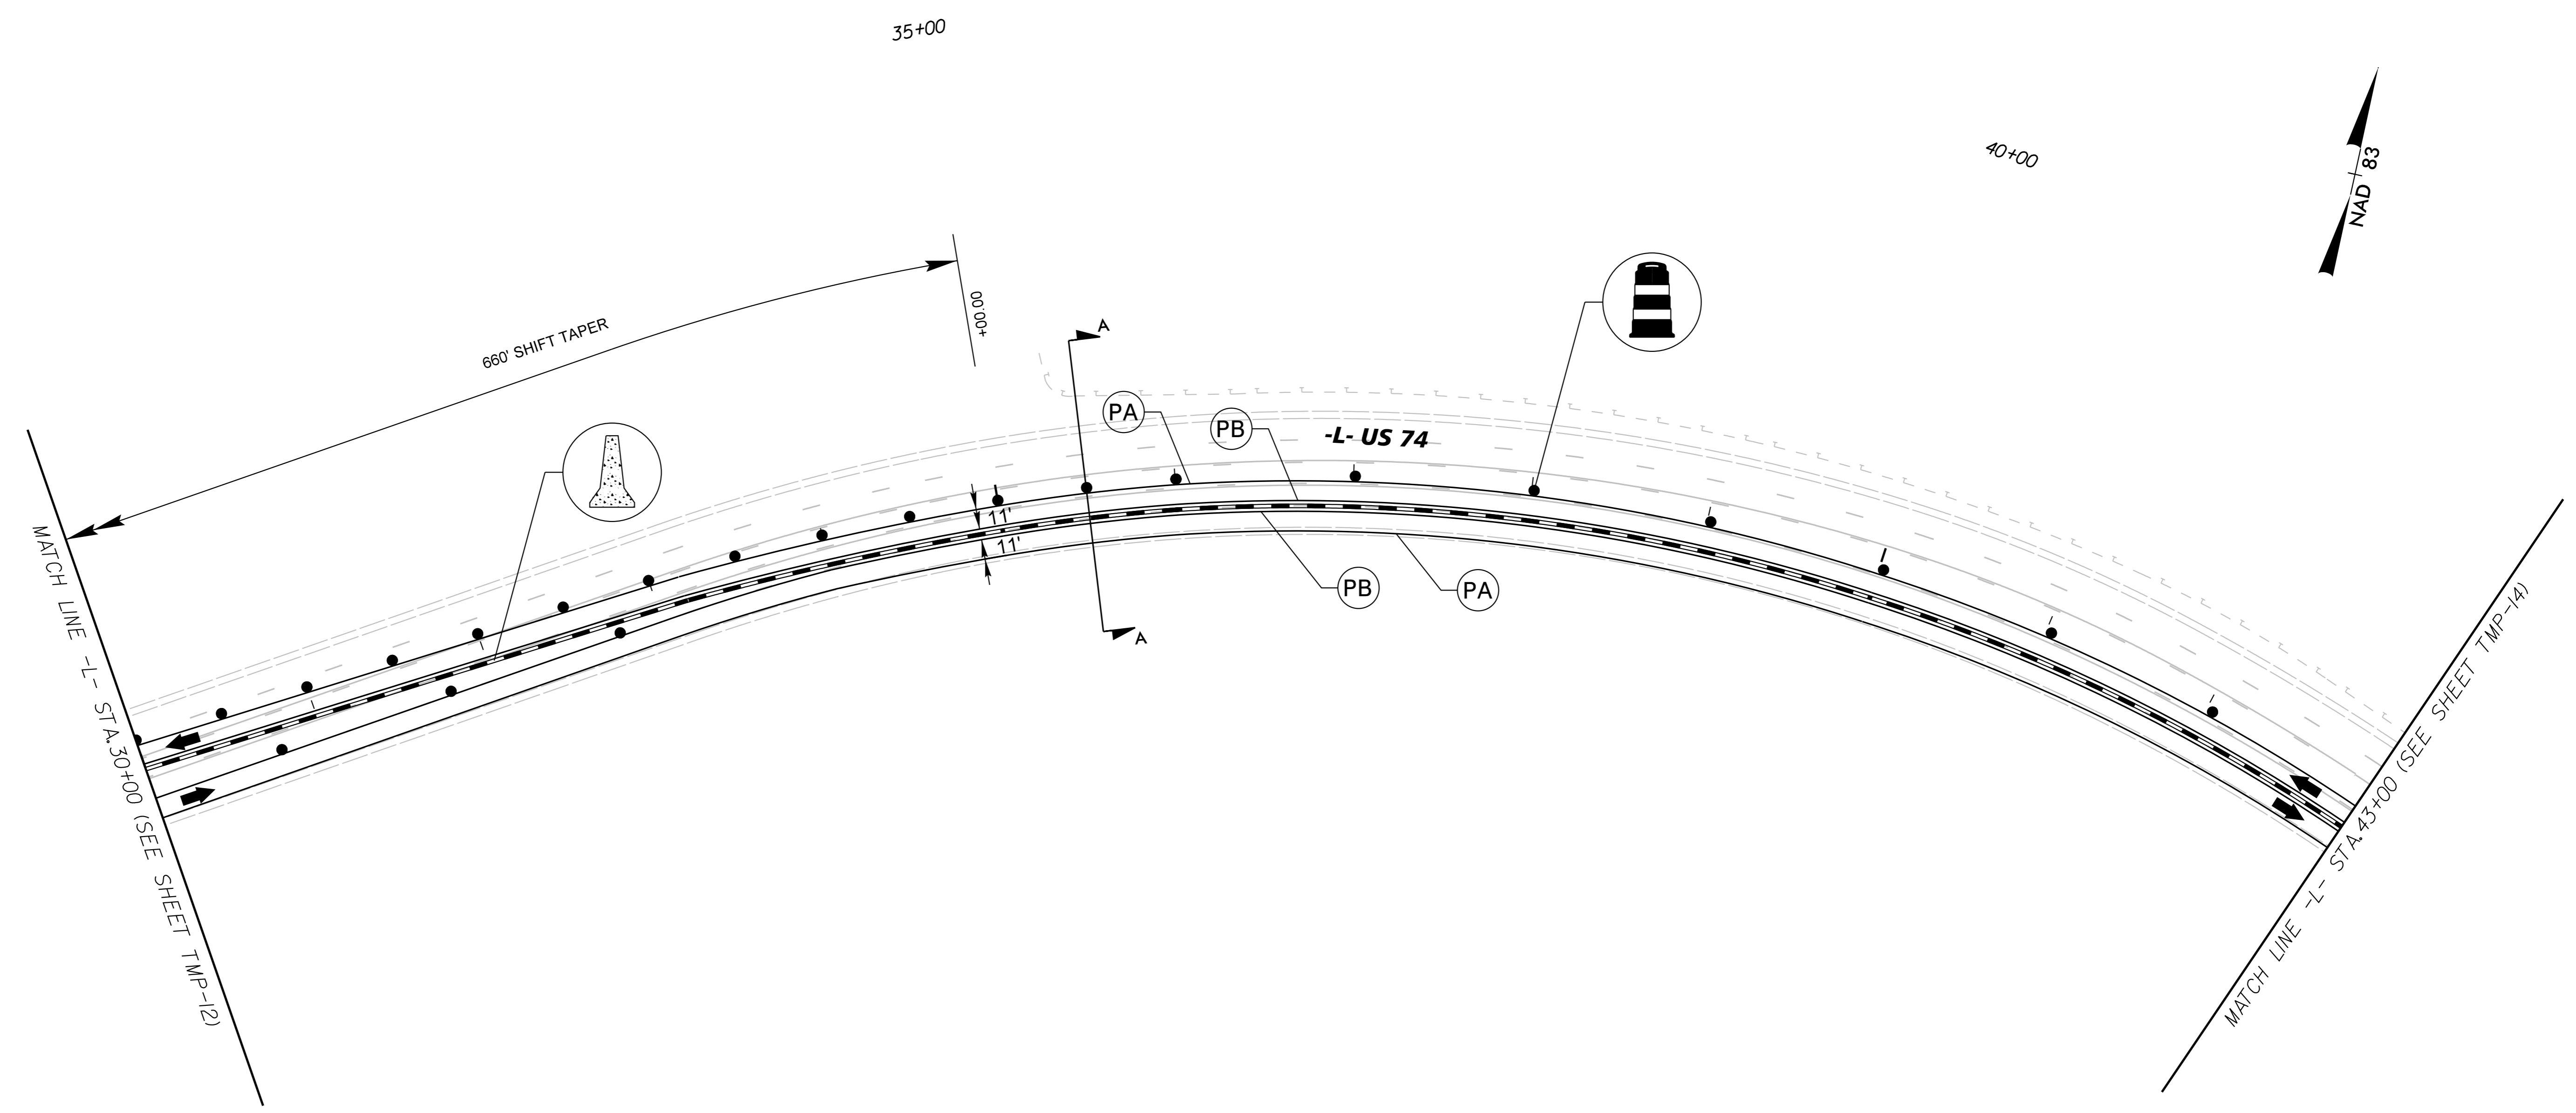 35+00
40+00
NAD 83
660' SHIFT TAPER
+00.00
A
PA
PB
-L- US 74
11'
11'
PB
PA
A
MATCH LINE -L- STA.30+00 (SEE SHEET TMP-12)
MATCH LINE -L- STA.43+00 (SEE SHEET TMP-14)